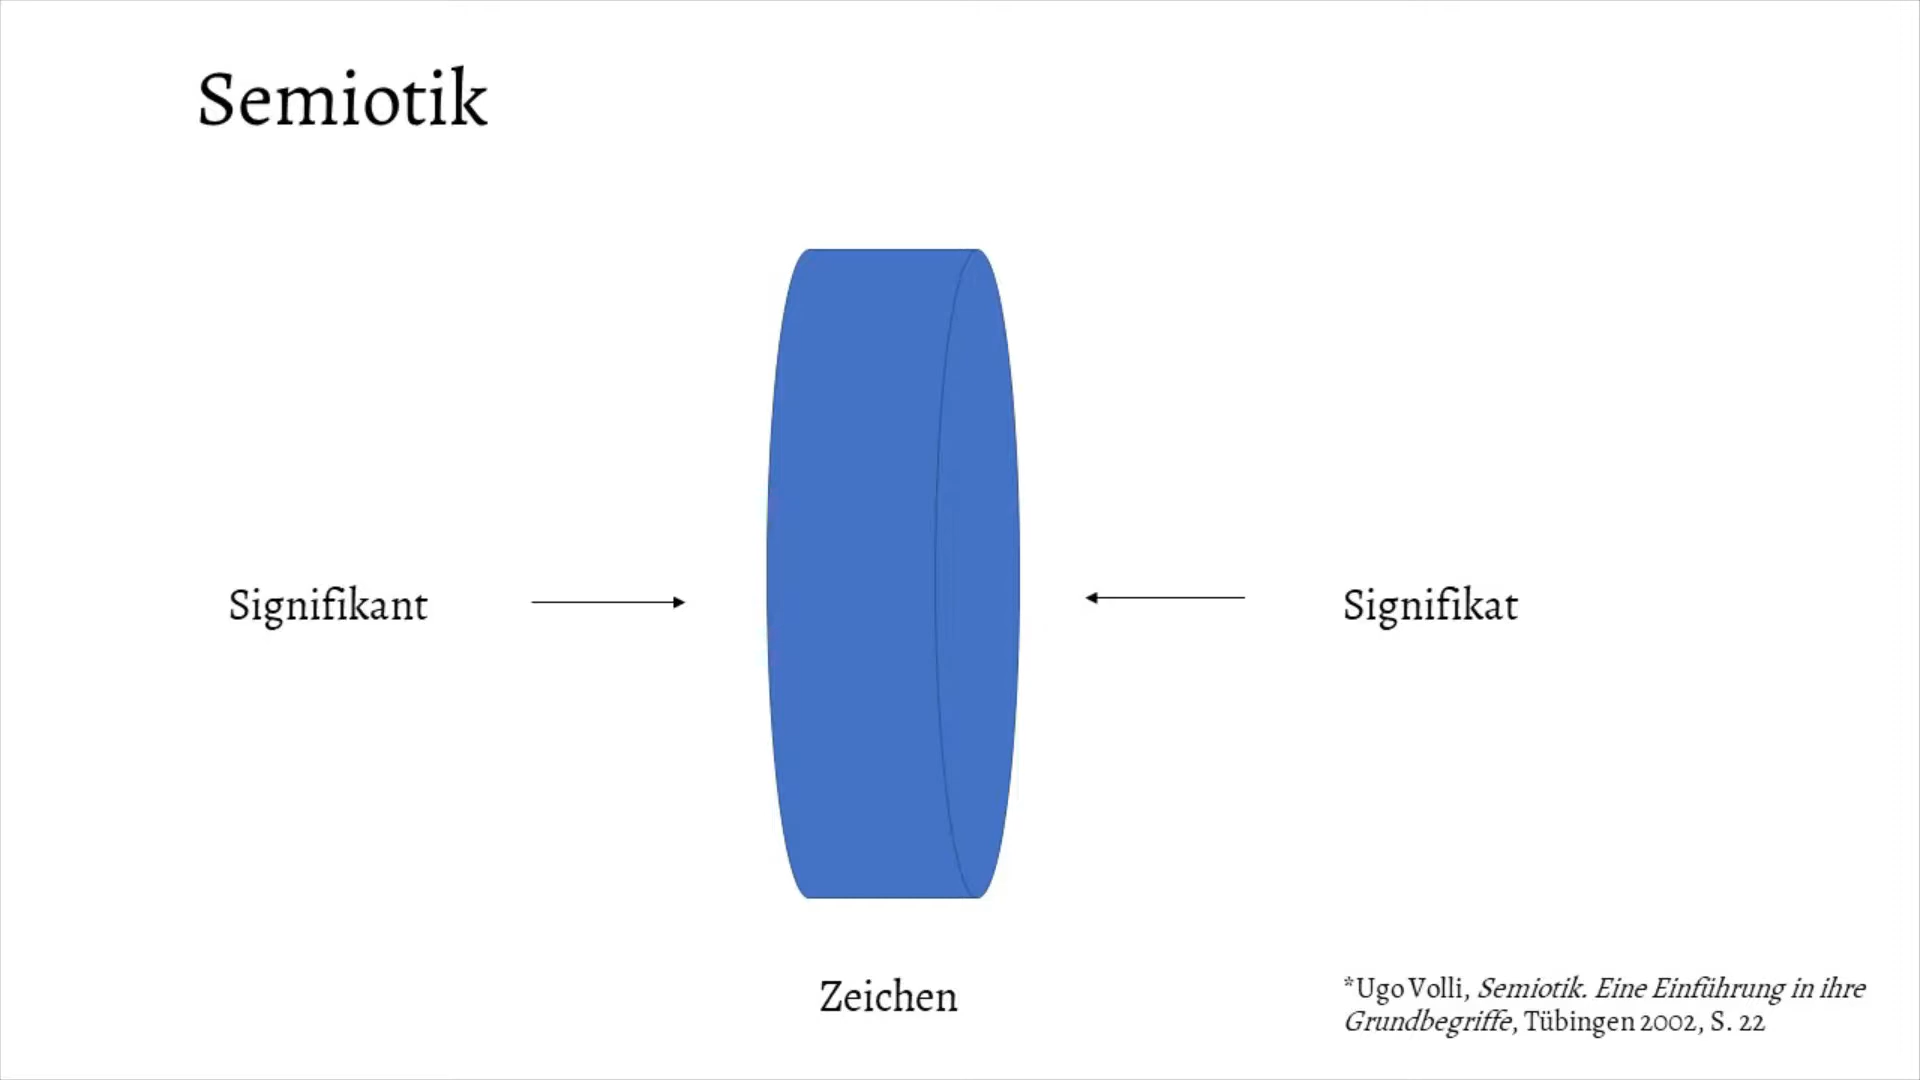 Semiotik
Signifikant
Signifikat
Zeichen
*Ugo Volli, Semiotik. Eine Einführung in ihre
Grundbegriffe, Tübingen 2002, S. 22